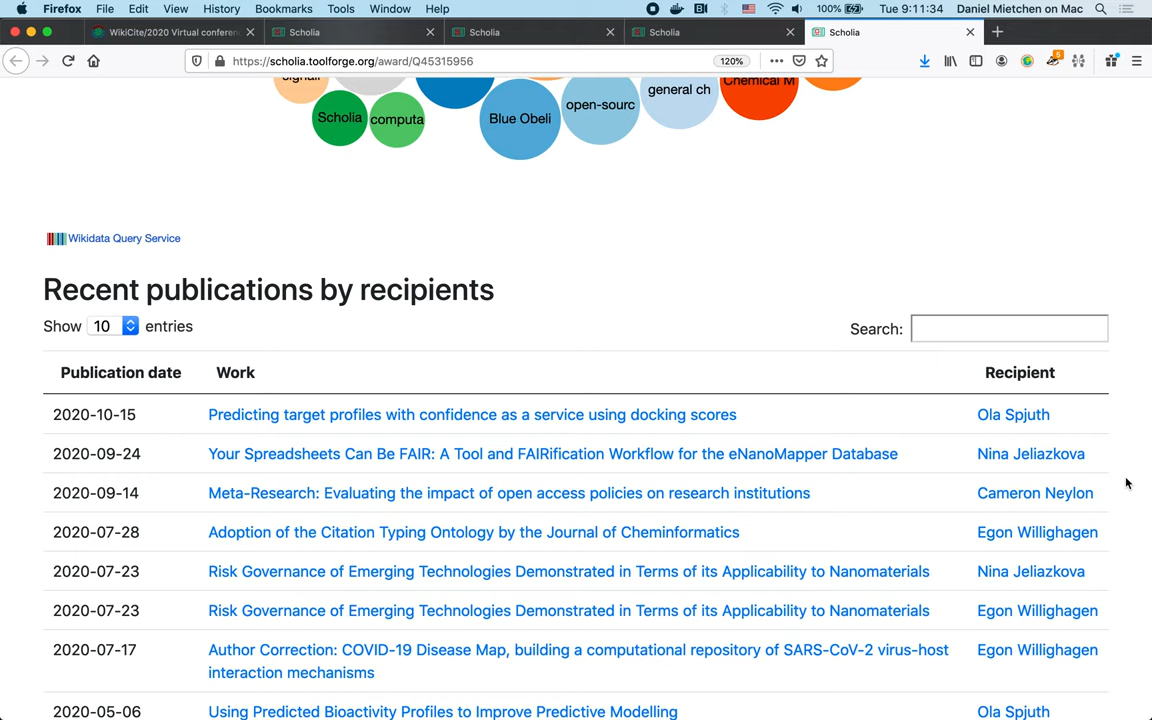 Firefox File Edit View History Bookmarks Tools Window Help 100% Tue 9:11:34 Daniel Mietchen on Mac
WikiCite/2020 Virtual conferen Scholia Scholia Scholia Scholia
https://scholia.toolforge.org/award/Q45315956 120% 5
Scholia computa Blue Obeli open-sourc general ch Chemical M
Wikidata Query Service
Recent publications by recipients
Show 10 entries Search:
Publication date Work Recipient
2020-10-15 Predicting target profiles with confidence as a service using docking scores Ola Spjuth
2020-09-24 Your Spreadsheets Can Be FAIR: A Tool and FAIRification Workflow for the eNanoMapper Database Nina Jeliazkova
2020-09-14 Meta-Research: Evaluating the impact of open access policies on research institutions Cameron Neylon
2020-07-28 Adoption of the Citation Typing Ontology by the Journal of Cheminformatics Egon Willighagen
2020-07-23 Risk Governance of Emerging Technologies Demonstrated in Terms of its Applicability to Nanomaterials Nina Jeliazkova
2020-07-23 Risk Governance of Emerging Technologies Demonstrated in Terms of its Applicability to Nanomaterials Egon Willighagen
2020-07-17 Author Correction: COVID-19 Disease Map, building a computational repository of SARS-CoV-2 virus-host Egon Willighagen
interaction mechanisms
2020-05-06 Using Predicted Bioactivity Profiles to Improve Predictive Modelling Ola Spjuth